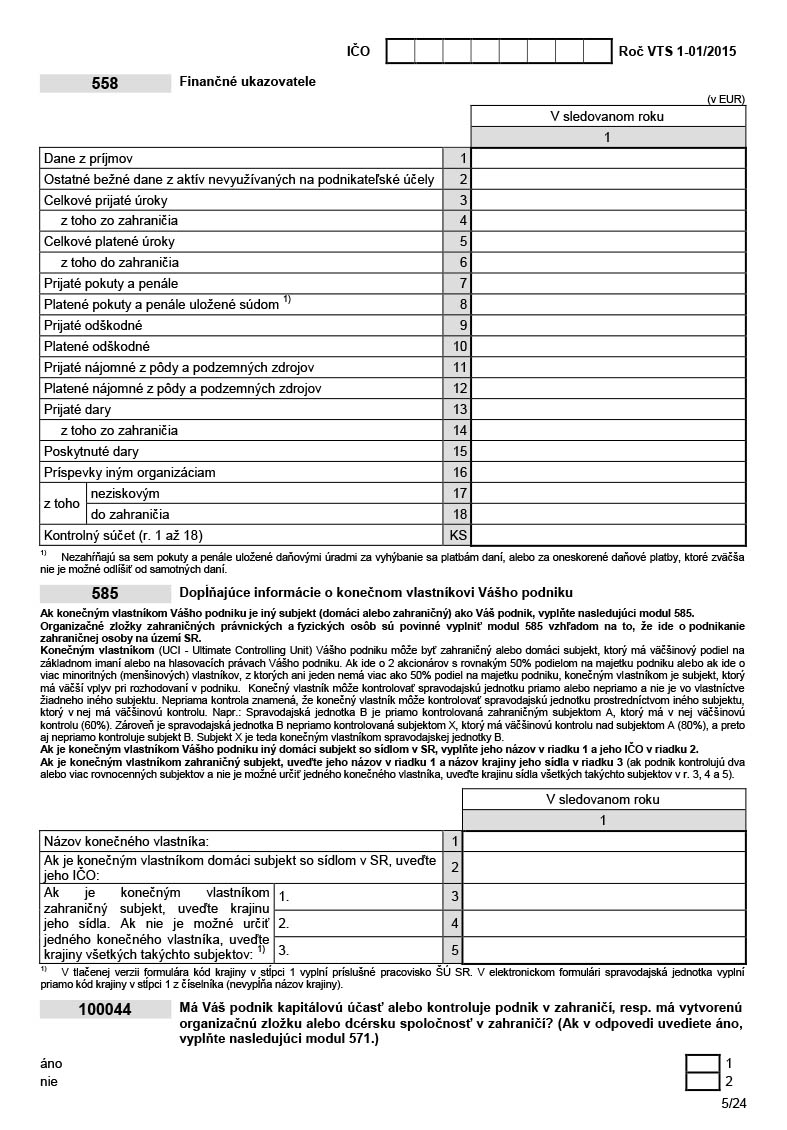 IČO Roč VTS 1-01/2015
558 Finančné ukazovatele
(v EUR)
V sledovanom roku
1
Dane z príjmov 1
Ostatné bežné dane z aktív nevyužívaných na podnikateľské účely 2
Celkové prijaté úroky 3
z toho zo zahraničia 4
Celkové platené úroky 5
z toho do zahraničia 6
Prijaté pokuty a penále 7
Platené pokuty a penále uložené súdom 1) 8
Prijaté odškodné 9
Platené odškodné 10
Prijaté nájomné z pôdy a podzemných zdrojov 11
Platené nájomné z pôdy a podzemných zdrojov 12
Prijaté dary 13
z toho zo zahraničia 14
Poskytnuté dary 15
Príspevky iným organizáciam 16
z toho neziskovým 17
do zahraničia 18
Kontrolný súčet (r. 1 až 18) KS
1) Nezahŕňajú sa sem pokuty a penále uložené daňovými úradmi za vyhýbanie sa platbám daní, alebo za oneskorené daňové platby, ktoré zväčša
nie je možné odlíšiť od samotných daní.
585 Dopĺňajúce informácie o konečnom vlastníkovi Vášho podniku
Ak konečným vlastníkom Vášho podniku je iný subjekt (domáci alebo zahraničný) ako Váš podnik, vyplňte nasledujúci modul 585.
Organizačné zložky zahraničných právnických a fyzických osôb sú povinné vyplniť modul 585 vzhľadom na to, že ide o podnikanie
zahraničnej osoby na území SR.
Konečným vlastníkom (UCI - Ultimate Controlling Unit) Vášho podniku môže byť zahraničný alebo domáci subjekt, ktorý má väčšinový podiel na
základnom imaní alebo na hlasovacích právach Vášho podniku. Ak ide o 2 akcionárov s rovnakým 50% podielom na majetku podniku alebo ak ide o
viac minoritných (menšinových) vlastníkov, z ktorých ani jeden nemá viac ako 50% podiel na majetku podniku, konečným vlastníkom je subjekt, ktorý
má väčší vplyv pri rozhodovaní v podniku. Konečný vlastník môže kontrolovať spravodajskú jednotku priamo alebo nepriamo a nie je vo vlastníctve
žiadneho iného subjektu. Nepriama kontrola znamená, že konečný vlastník môže kontrolovať spravodajskú jednotku prostredníctvom iného subjektu,
ktorý v nej má väčšinovú kontrolu. Napr.: Spravodajská jednotka B je priamo kontrolovaná zahraničným subjektom A, ktorý má v nej väčšinovú
kontrolu (60%). Zároveň je spravodajská jednotka B nepriamo kontrolovaná subjektom X, ktorý má väčšinovú kontrolu nad subjektom A (80%), a preto
aj nepriamo kontroluje subjekt B. Subjekt X je teda konečným vlastníkom spravodajskej jednotky B.
Ak je konečným vlastníkom Vášho podniku iný domáci subjekt so sídlom v SR, vyplňte jeho názov v riadku 1 a jeho IČO v riadku 2.
Ak je konečným vlastníkom zahraničný subjekt, uveďte jeho názov v riadku 1 a názov krajiny jeho sídla v riadku 3 (ak podnik kontrolujú dva
alebo viac rovnocenných subjektov a nie je možné určiť jedného konečného vlastníka, uveďte krajinu sídla všetkých takýchto subjektov v r. 3, 4 a 5).
V sledovanom roku
1
Názov konečného vlastníka: 1
Ak je konečným vlastníkom domáci subjekt so sídlom v SR, uveďte
jeho IČO: 2
Ak je konečným vlastníkom 1. 3
zahraničný subjekt, uveďte krajinu
jeho sídla. Ak nie je možné určiť 2. 4
jedného konečného vlastníka, uveďte
krajiny všetkých takýchto subjektov: 1) 3. 5
1) V tlačenej verzii formulára kód krajiny v stĺpci 1 vyplní príslušné pracovisko ŠÚ SR. V elektronickom formulári spravodajská jednotka vyplní
priamo kód krajiny v stĺpci 1 z číselníka (nevypĺňa názov krajiny).
100044 Má Váš podnik kapitálovú účasť alebo kontroluje podnik v zahraničí, resp. má vytvorenú
organizačnú zložku alebo dcérsku spoločnosť v zahraničí? (Ak v odpovedi uvediete áno,
vyplňte nasledujúci modul 571.)
áno 1
nie 2
5/24